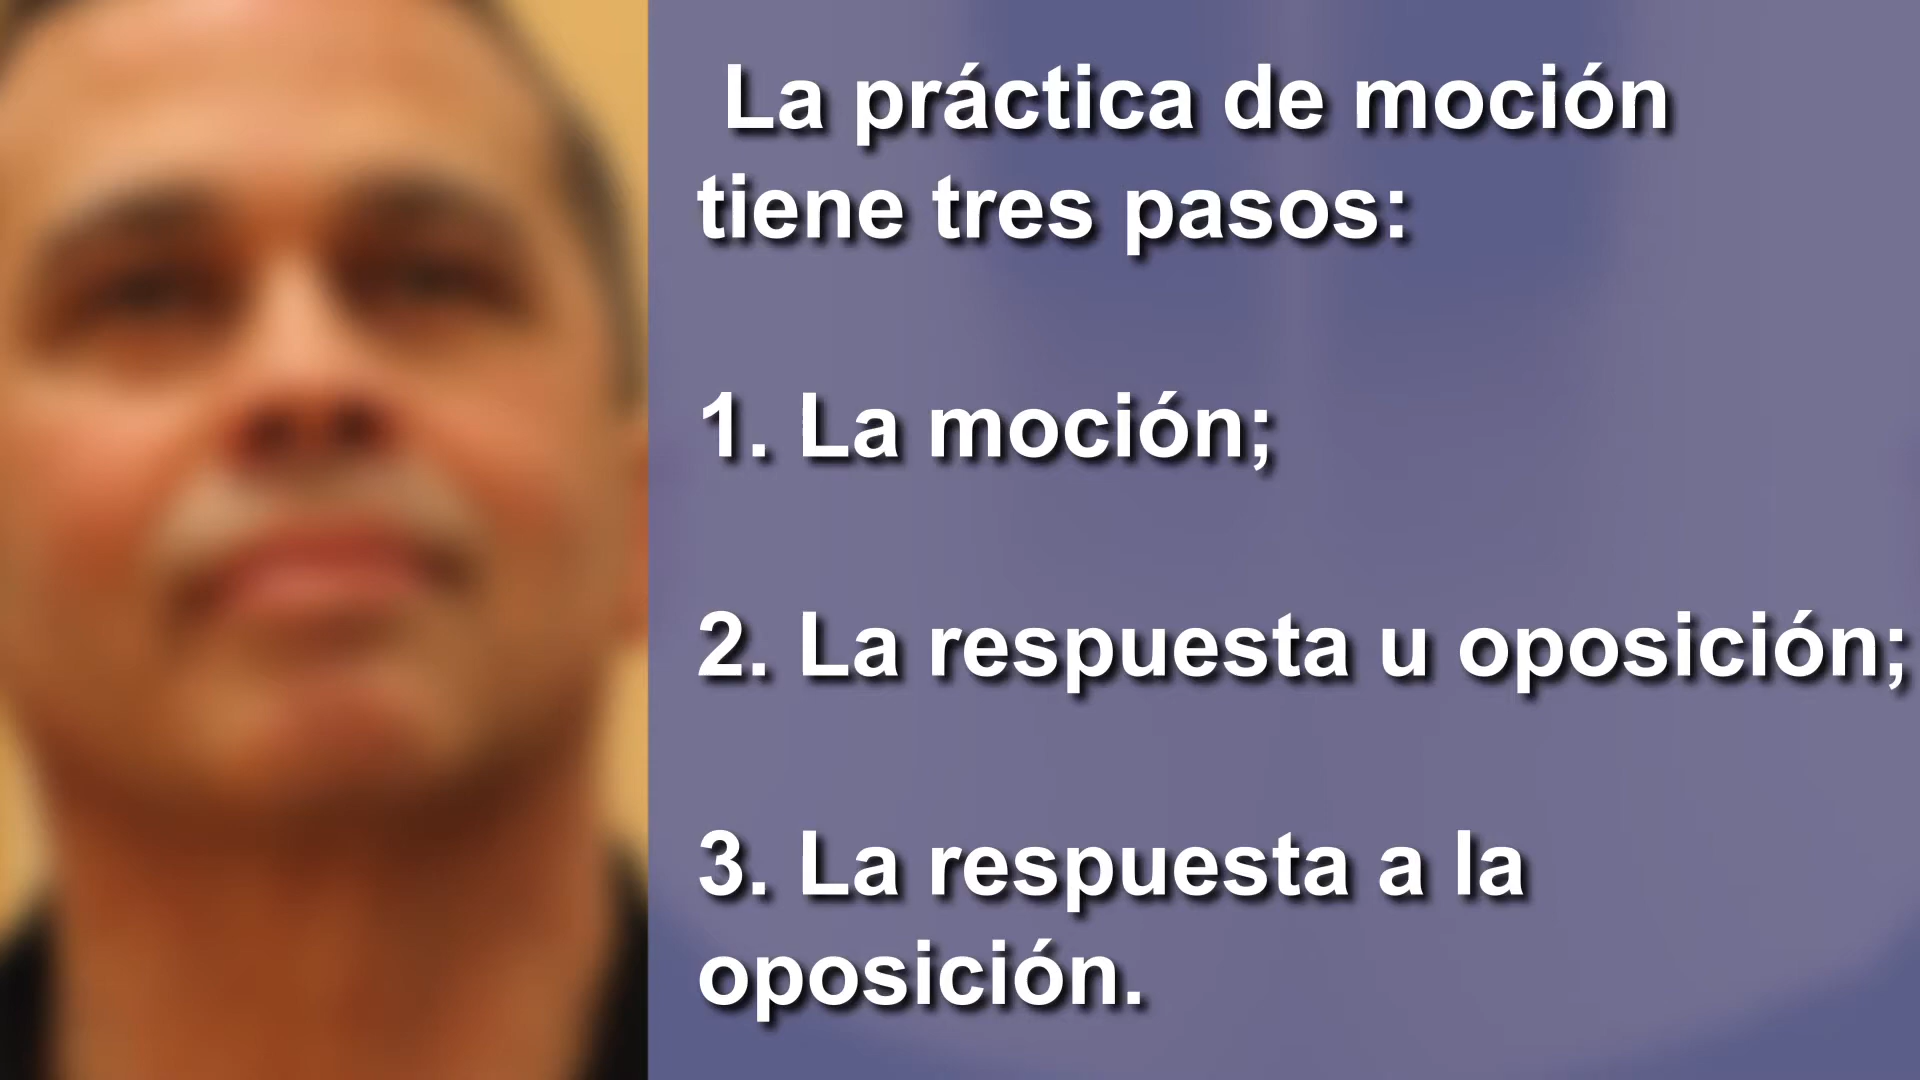 La práctica de moción
tiene tres pasos:
1. La moción;
2. La respuesta u oposición;
3. La respuesta a la
oposición.